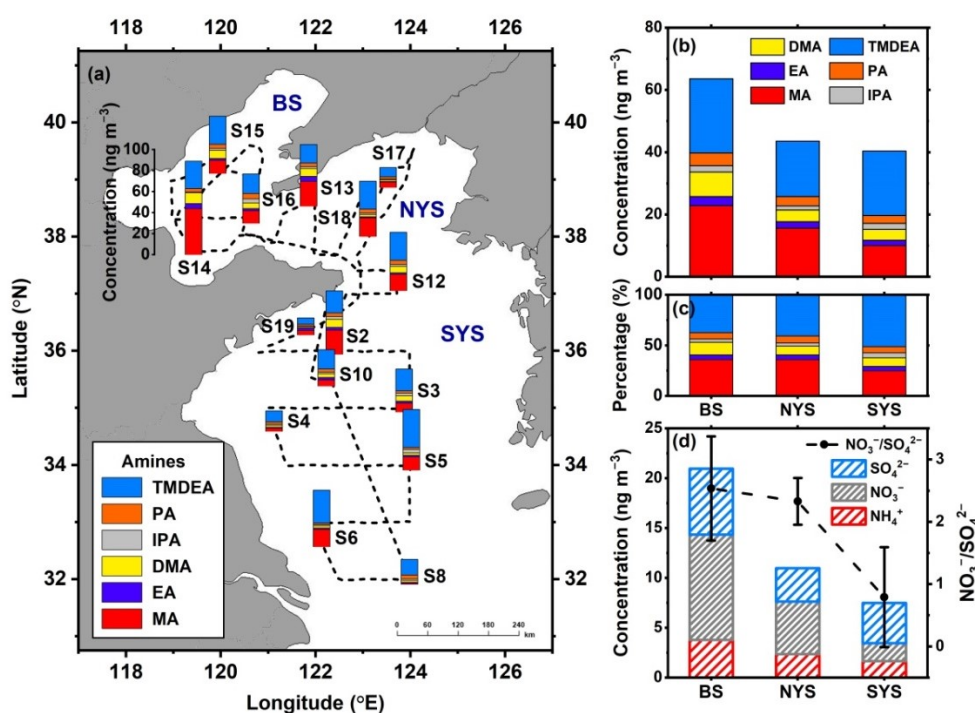 118 120 122 124 126
(a)
BS
40
38
36
34
32
Latitude (°N)
Concentration (ng m⁻³)
100
80
60
40
20
0
S15
S17
S13
S16
S18
NYS
S14
S12
SYS
S19
S2
S10
S3
S4
S5
S6
S8
Amines
TMDEA
PA
IPA
DMA
EA
MA
0 60 120 180 240
km
118 120 122 124 126
Longitude (°E)
(b)
80
60
40
20
0
Concentration (ng m⁻³)
DMA TMDEA
EA PA
MA IPA
(c)
100
50
0
Percentage (%)
BS NYS SYS
(d)
25
20
15
10
5
0
Concentration (ng m⁻³)
NO₃⁻/SO₄²⁻
SO₄²⁻
NO₃⁻
NH₄⁺
3
2
1
0
NO₃⁻/SO₄²⁻
BS NYS SYS